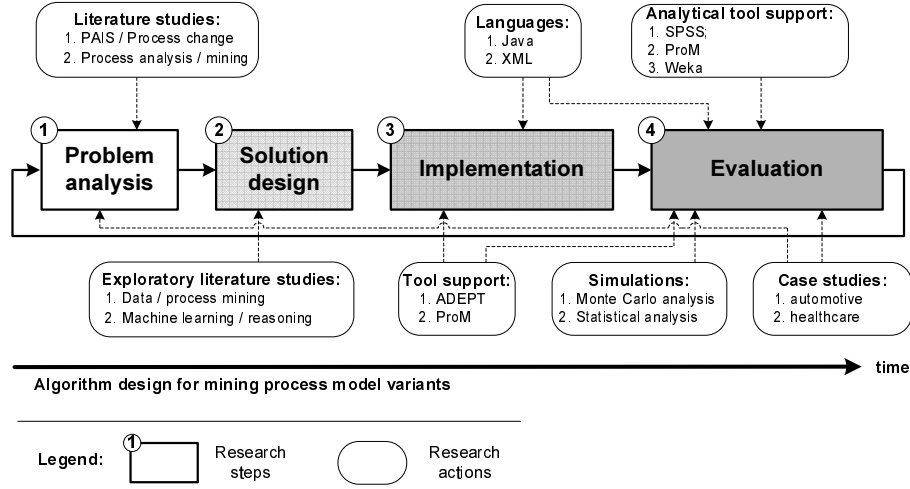 Literature studies:
1. PAIS / Process change
2. Process analysis / mining
Languages:
1. Java
2. XML
Analytical tool support:
1. SPSS;
2. ProM
3. Weka
1
Problem
analysis
2
Solution
design
3
Implementation
4
Evaluation
Exploratory literature studies:
1. Data / process mining
2. Machine learning / reasoning
Tool support:
1. ADEPT
2. ProM
Simulations:
1. Monte Carlo analysis
2. Statistical analysis
Case studies:
1. automotive
2. healthcare
time
Algorithm design for mining process model variants
Legend:
1
Research
steps
Research
actions